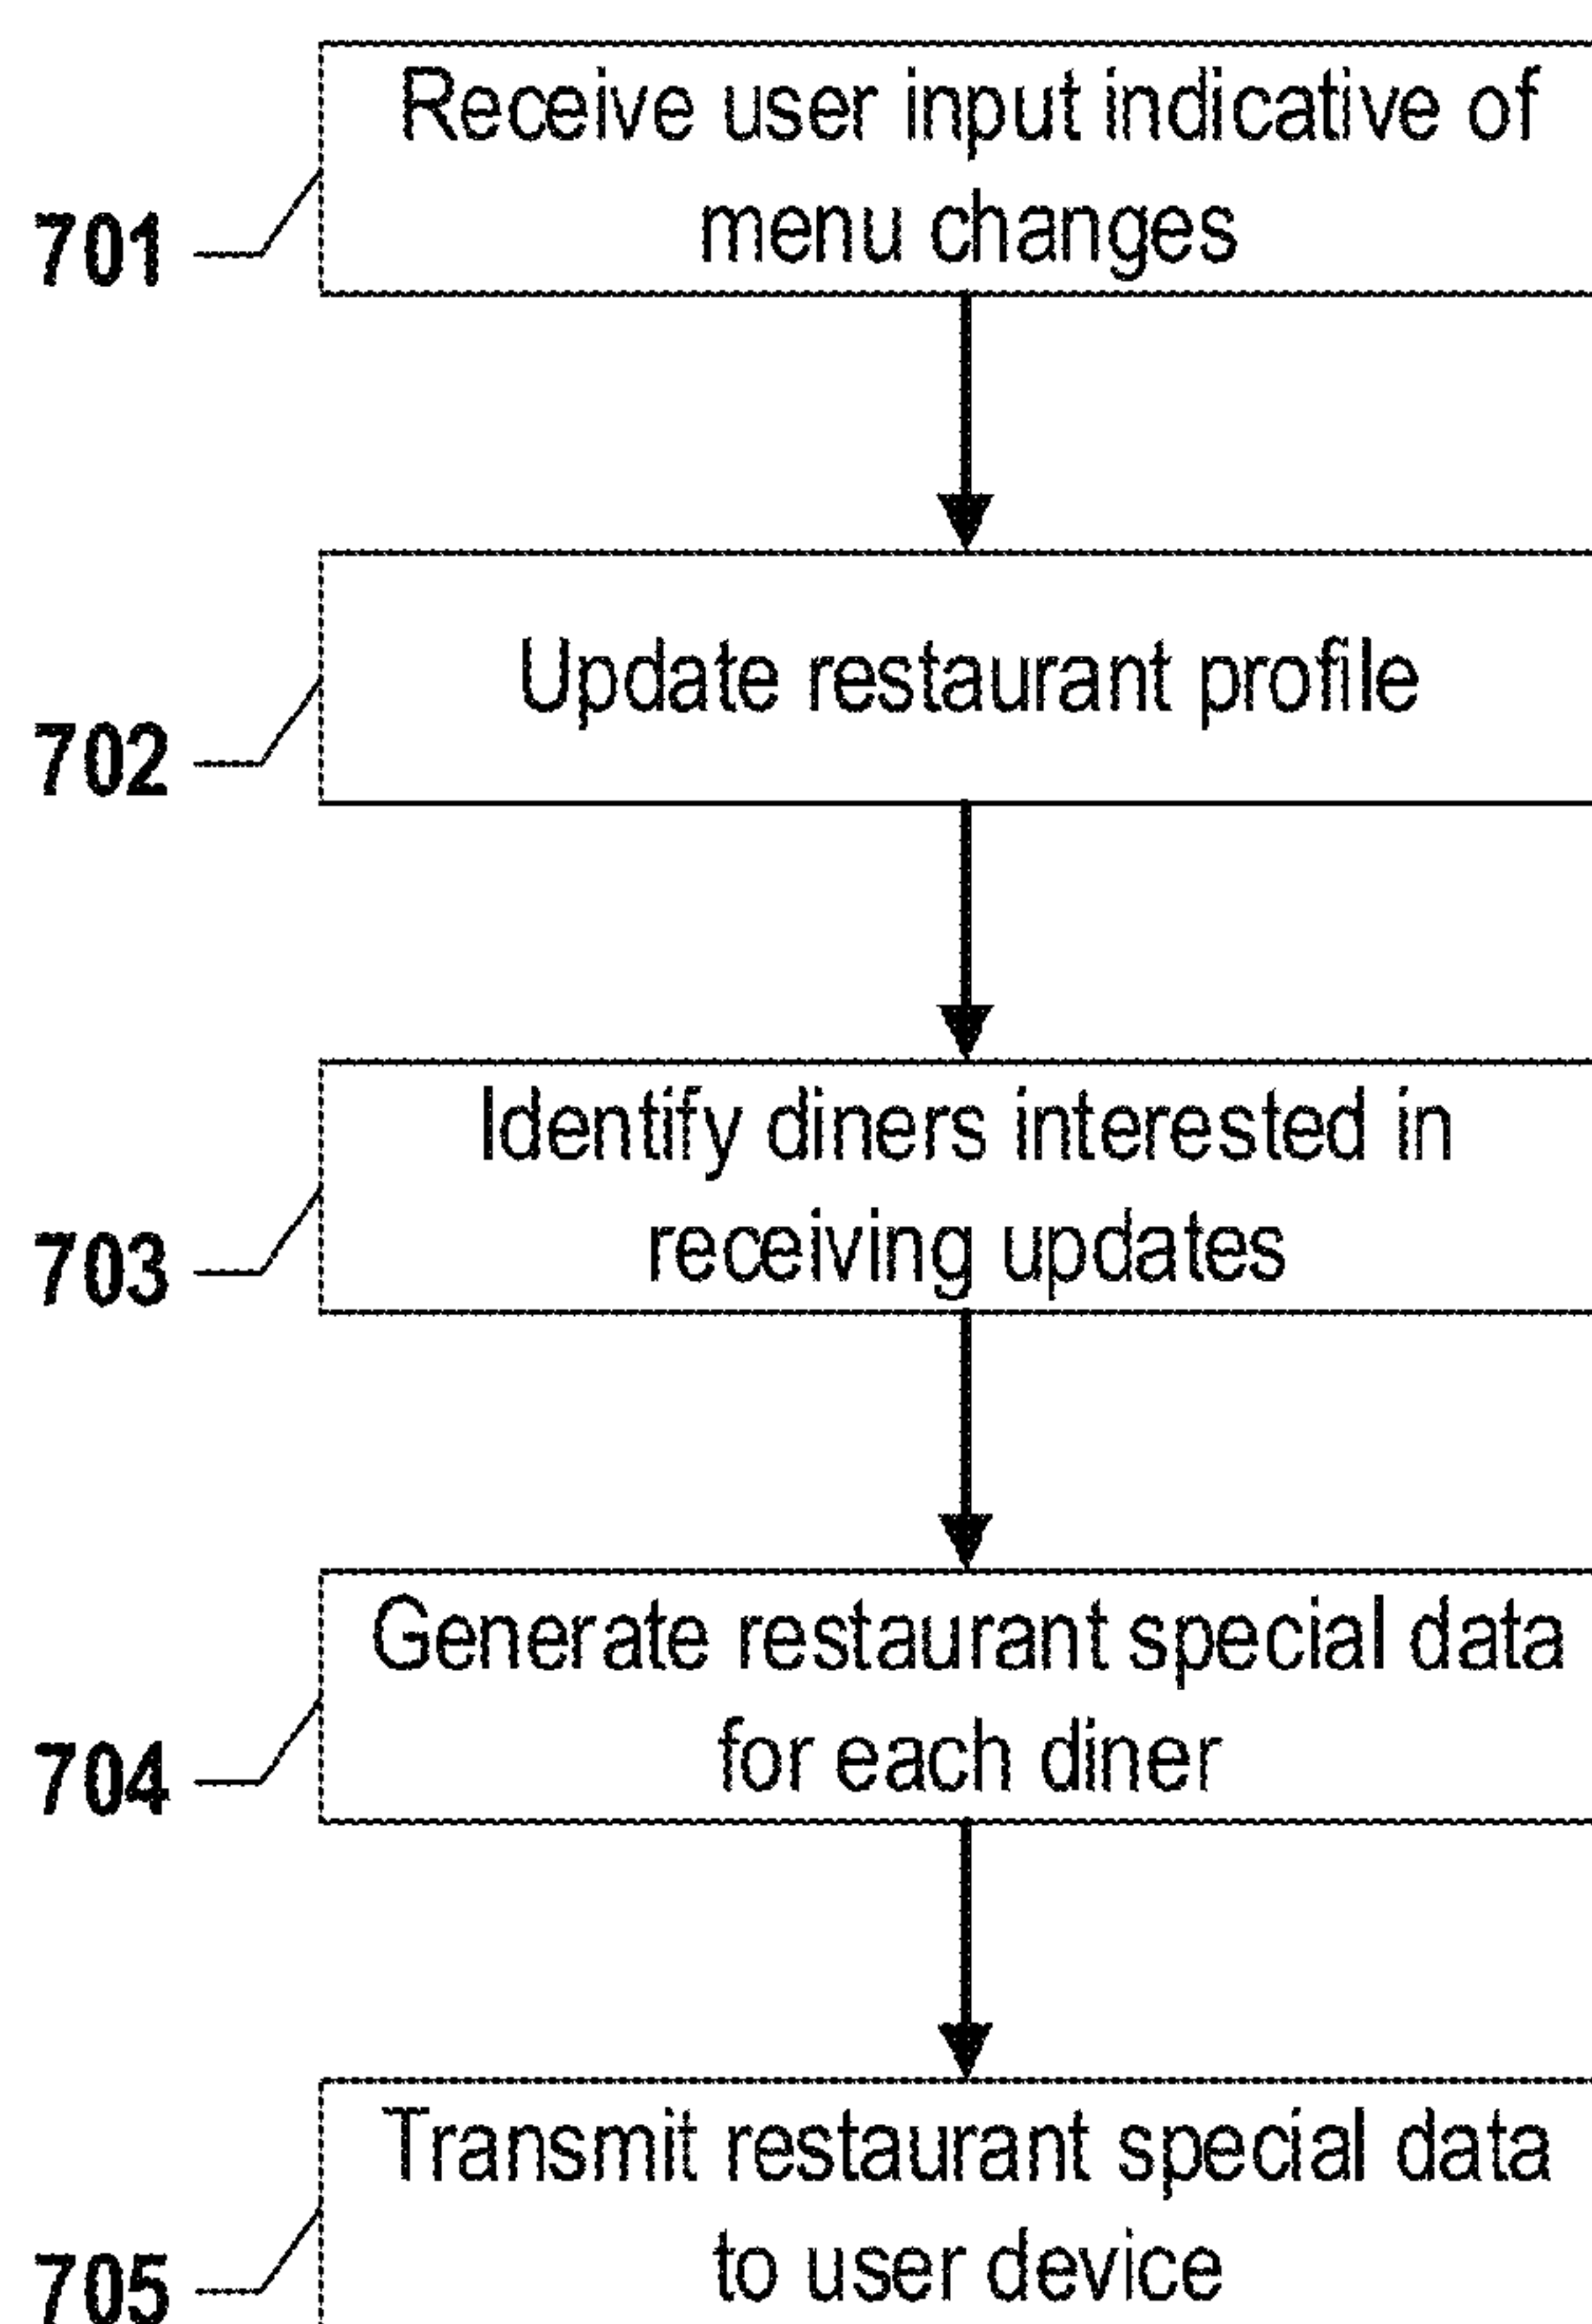 Receive user input indicative of
menu changes
701
Update restaurant profile
702
Identify diners interested in
receiving updates
703
Generate restaurant special data
for each diner
704
Transmit restaurant special data
to user device
705